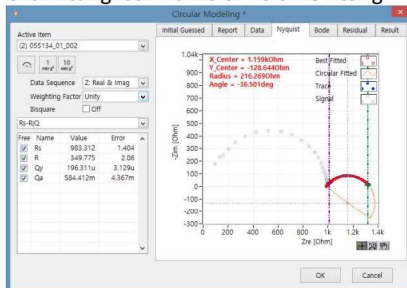 Circular Modeling *
Active Item
(2) 055134_01_002
1
10
Data Sequence Z: Real & Imag
Weighting Factor Unity
Bisquare Off
Rs-R|Q
Free Name Value Error
Rs 983.312 1.404
R 349.775 2.06
Qy 196.311u 3.129u
Qa 584.412m 4.367m
Initial Guessed Report Data Nyquist Bode Residual Result
X_Center = 1.159kOhm
Y_Center = -128.644Ohm
Radius = 216.269Ohm
Angle = -36.501deg
Best Fitted
Circular Fitted
Track
Signal
-Zim [Ohm]
1.04k
900
800
700
600
500
400
300
200
100
0
-100
-200
-300
0 200 400 600 800 1k 1.2k 1.4k
Zre [Ohm]
OK Cancel